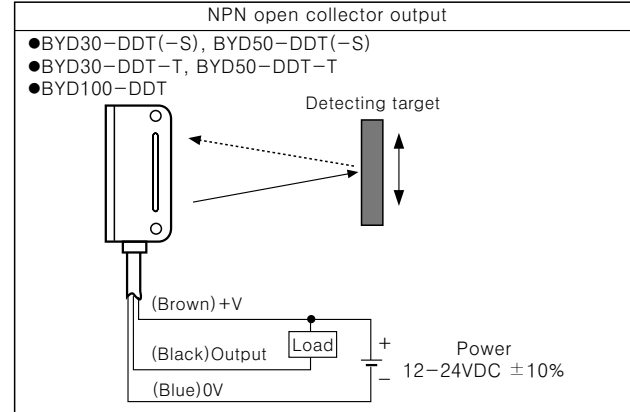 NPN open collector output
●BYD30-DDT(-S), BYD50-DDT(-S)
●BYD30-DDT-T, BYD50-DDT-T
●BYD100-DDT
Detecting target
(Brown)+V
Load
+
(Black)Output
Power
12-24VDC ±10%
−
(Blue)0V